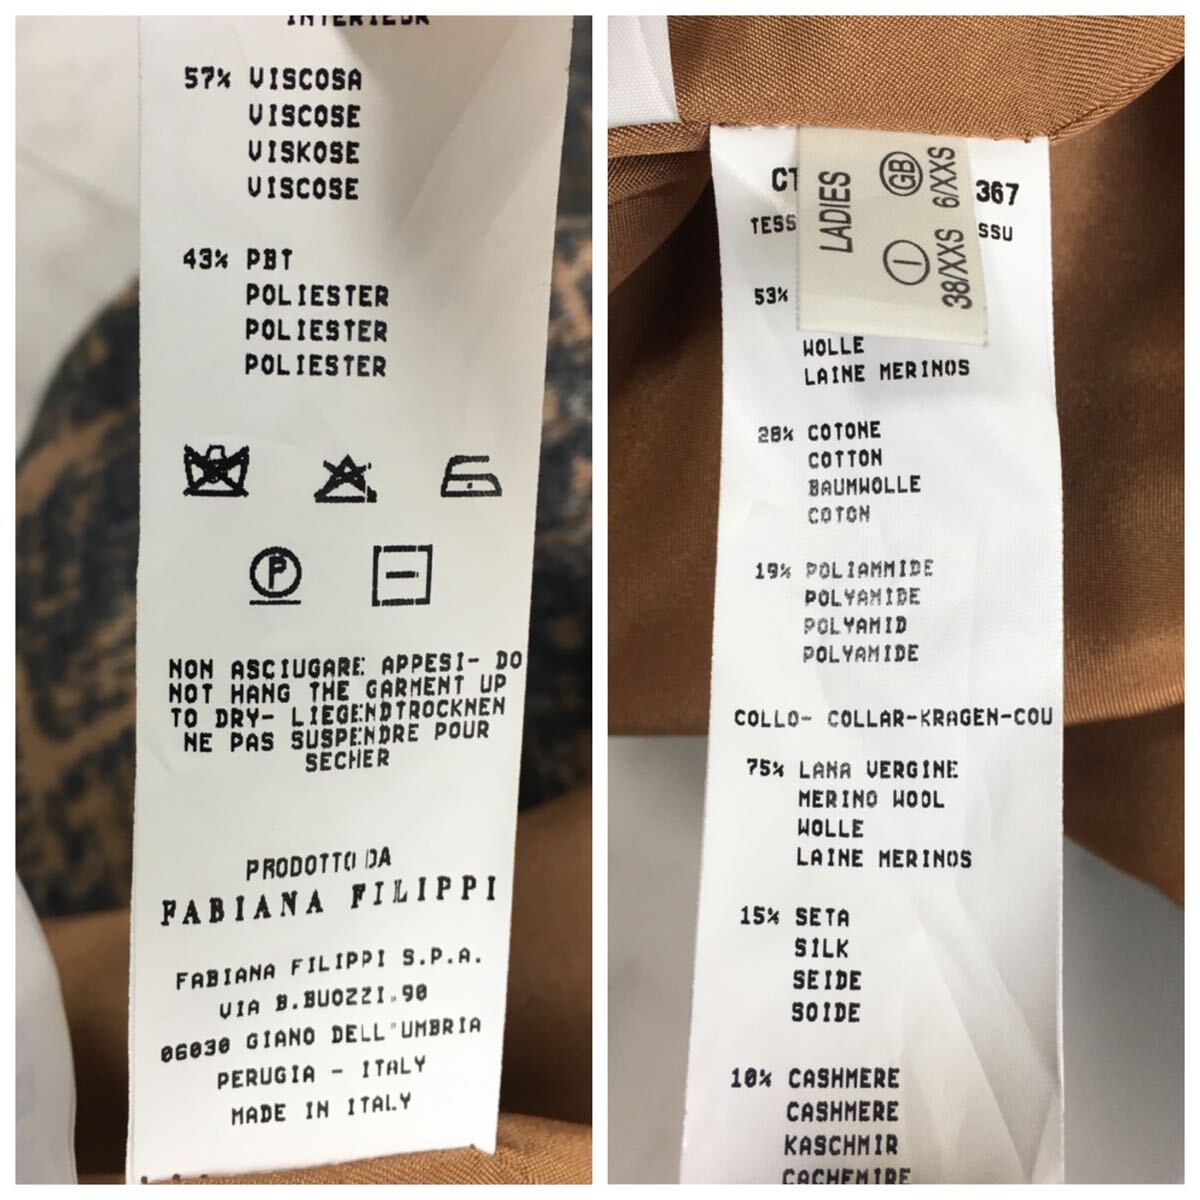 INTERIEUR
57% VISCOSA
VISCOSE
VISKOSE
VISCOSE
43% PBT
POLIESTER
POLIESTER
POLIESTER
P
NON ASCIUGARE APPESI- DO
NOT HANG THE GARMENT UP
TO DRY- LIEGENDTROCKNEN
NE PAS SUSPENDRE POUR
SECHER
PRODOTTO DA
FABIANA FILIPPI
FABIANA FILIPPI S.P.A.
VIA B.BUOZZI,90
06030 GIANO DELL'UMBRIA
PERUGIA - ITALY
MADE IN ITALY
LADIES
I GB
38/XXS 6/XXS
367
53%
WOLLE
LAINE MERINOS
28% COTONE
COTTON
BAUMWOLLE
COTON
19% POLIAMMIDE
POLYAMIDE
POLYAMID
POLYAMIDE
COLLO- COLLAR-KRAGEN-COU
75% LANA VERGINE
MERINO WOOL
WOLLE
LAINE MERINOS
15% SETA
SILK
SEIDE
SOIDE
10% CASHMERE
CASHMERE
KASCHMIR
CACHEMIRE